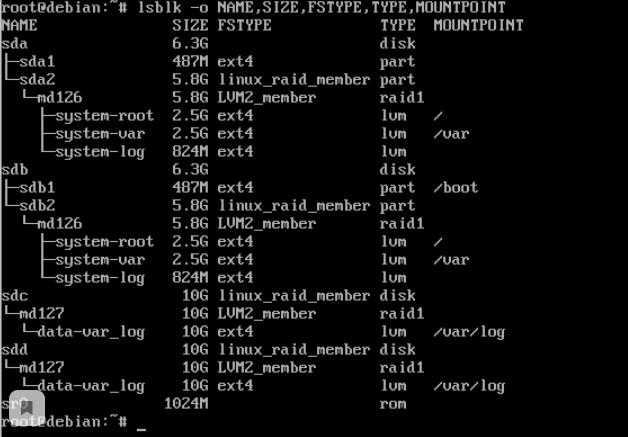 root@debian:~# lsblk -o NAME,SIZE,FSTYPE,TYPE,MOUNTPOINT
NAME                  SIZE FSTYPE            TYPE  MOUNTPOINT
sda                   6.3G                   disk
├─sda1                487M ext4              part
└─sda2                5.8G linux_raid_member part
  └─md126             5.8G LVM2_member       raid1
    ├─system-root     2.5G ext4              lvm   /
    ├─system-var      2.5G ext4              lvm   /var
    └─system-log      824M ext4              lvm
sdb                   6.3G                   disk
├─sdb1                487M ext4              part  /boot
└─sdb2                5.8G linux_raid_member part
  └─md126             5.8G LVM2_member       raid1
    ├─system-root     2.5G ext4              lvm   /
    ├─system-var      2.5G ext4              lvm   /var
    └─system-log      824M ext4              lvm
sdc                    10G linux_raid_member disk
└─md127                10G LVM2_member       raid1
  └─data-var_log       10G ext4              lvm   /var/log
sdd                    10G linux_raid_member disk
└─md127                10G LVM2_member       raid1
  └─data-var_log       10G ext4              lvm   /var/log
sr0                  1024M                   rom
root@debian:~# _